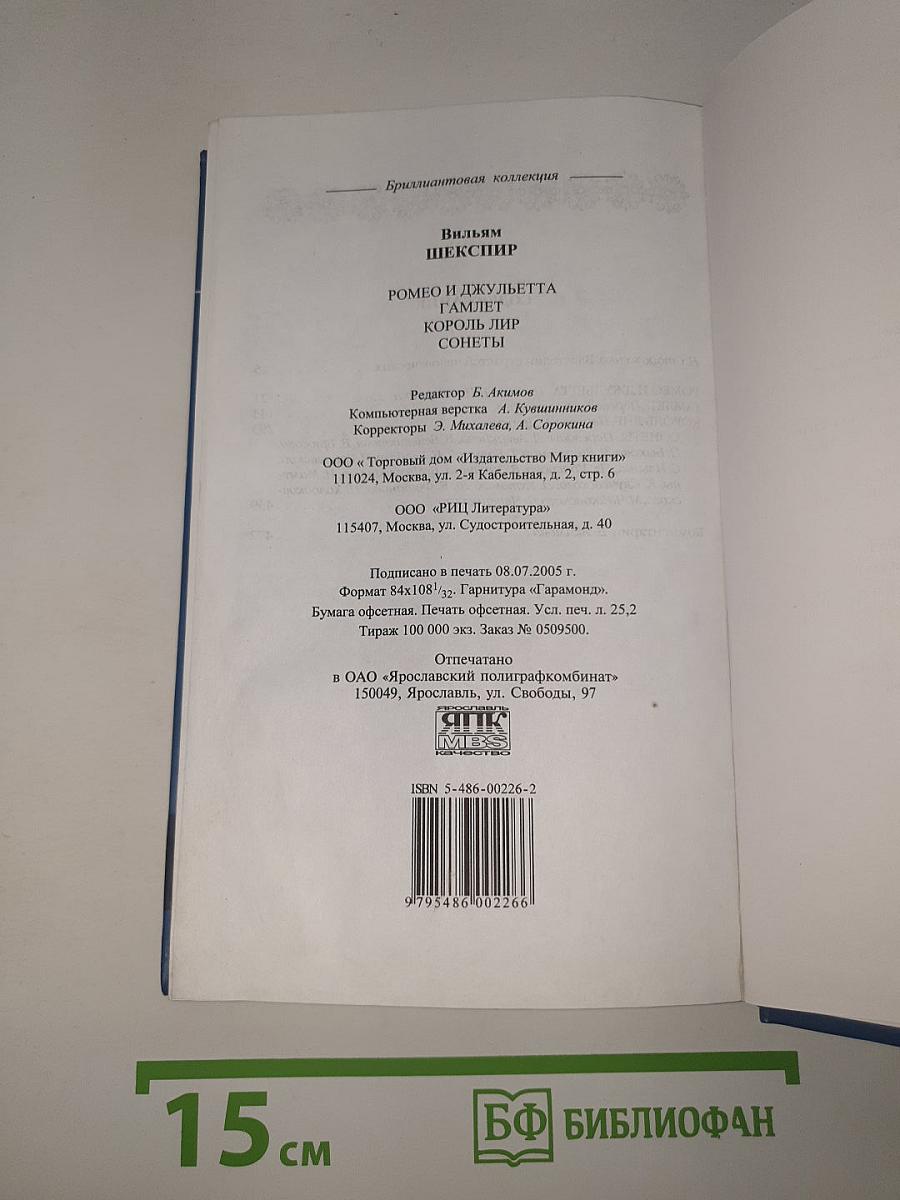 Бриллиантовая коллекция
Вильям
ШЕКСПИР
РОМЕО И ДЖУЛЬЕТТА
ГАМЛЕТ
КОРОЛЬ ЛИР
СОНЕТЫ
Редактор Б. Акимов
Компьютерная верстка А. Кувшинников
Корректоры Э. Михалева, А. Сорокина
ООО « Торговый дом «Издательство Мир книги»
111024, Москва, ул. 2-я Кабельная, д. 2, стр. 6
ООО «РИЦ Литература»
115407, Москва, ул. Судостроительная, д. 40
Подписано в печать 08.07.2005 г.
Формат 84х108 1/32. Гарнитура «Гарамонд».
Бумага офсетная. Печать офсетная. Усл. печ. л. 25,2
Тираж 100 000 экз. Заказ № 0509500.
Отпечатано
в ОАО «Ярославский полиграфкомбинат»
150049, Ярославль, ул. Свободы, 97
ЯРОСЛАВЛЬ
ЯПК
MBS
КАЧЕСТВО
ISBN 5-486-00226-2
9 795486 002266
15 см
БФ БИБЛИОФАН